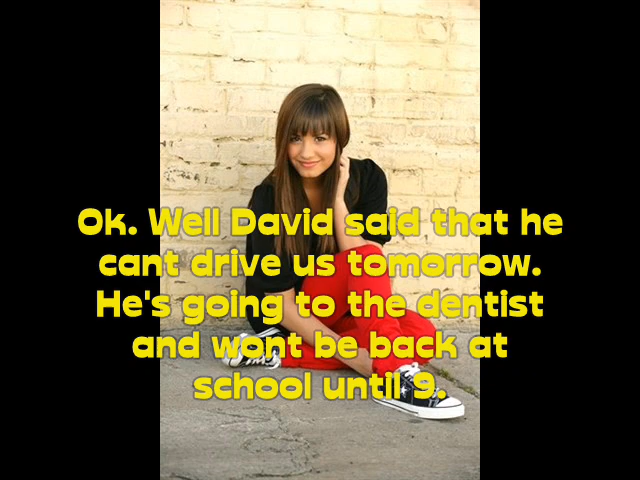 Ok. Well David said that he
cant drive us tomorrow.
He's going to the dentist
and wont be back at
school until 9.